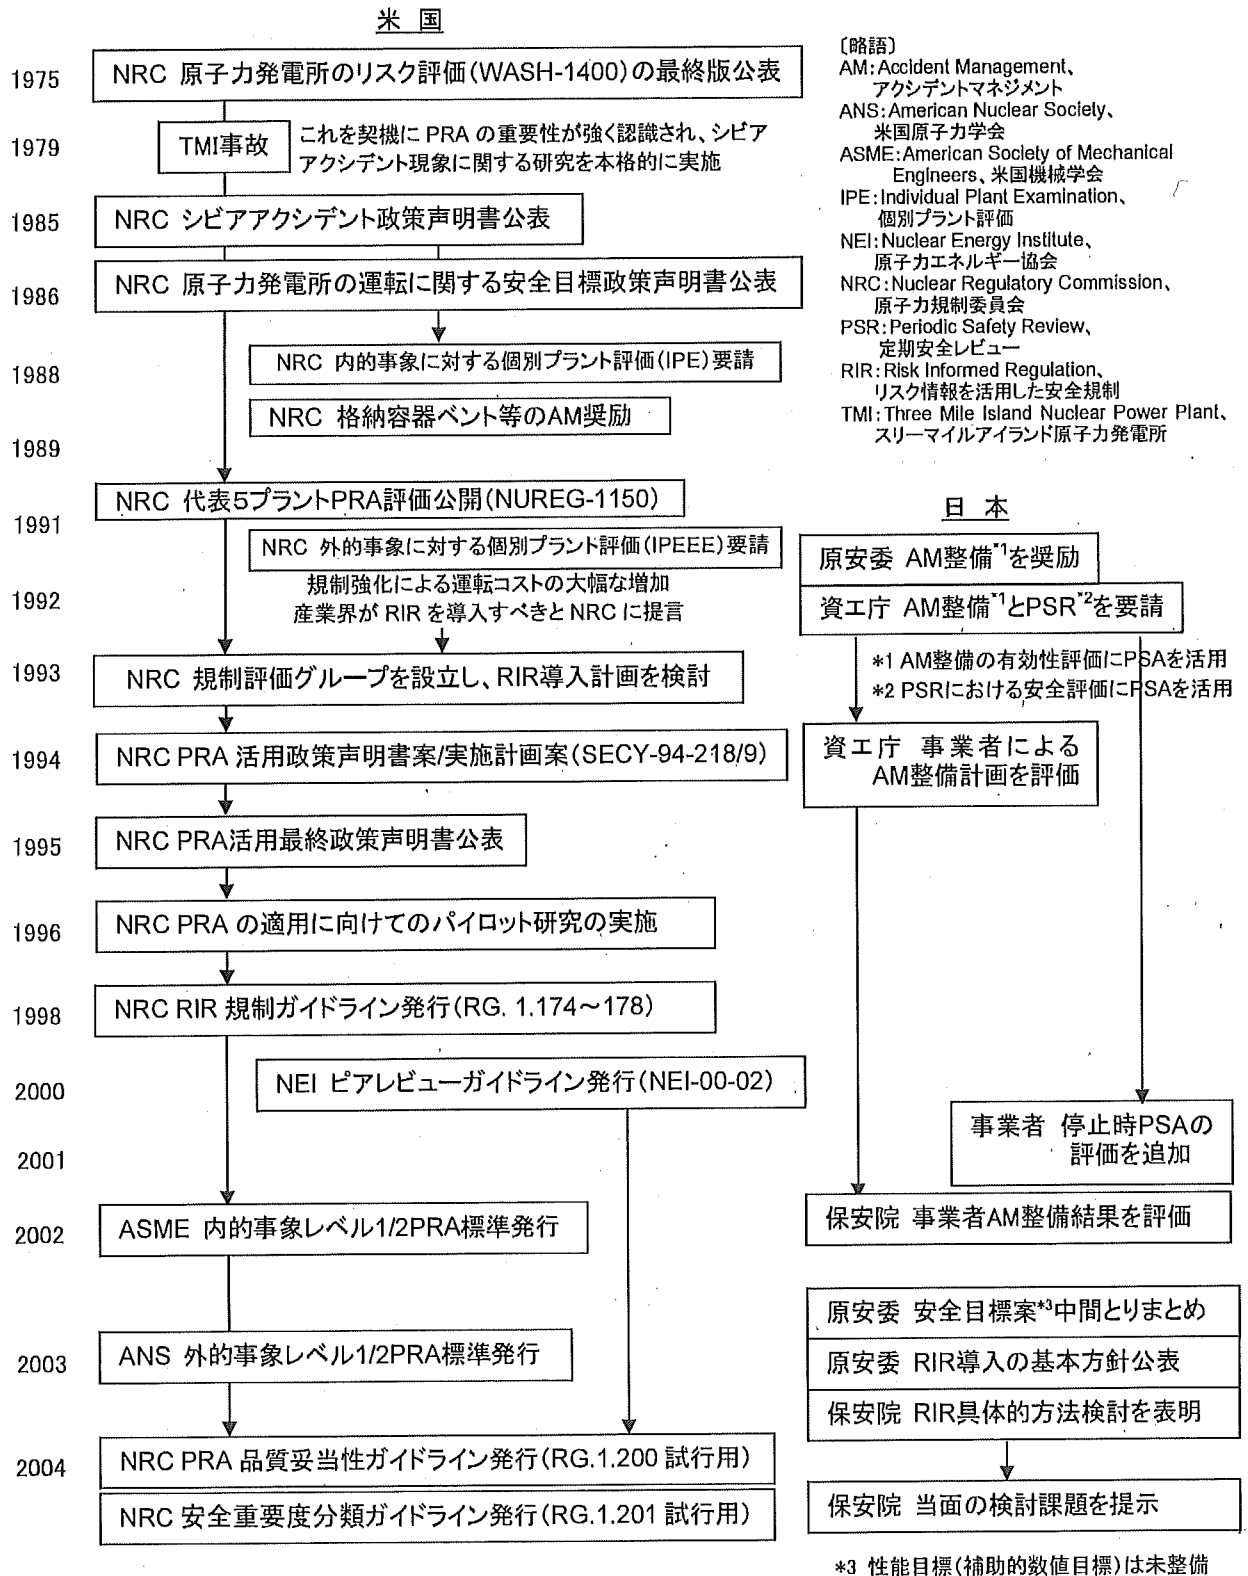 米 国
1975
NRC 原子力発電所のリスク評価(WASH-1400)の最終版公表
1979
TMI事故
これを契機に PRA の重要性が強く認識され、シビア
アクシデント現象に関する研究を本格的に実施
1985
NRC シビアアクシデント政策声明書公表
1986
NRC 原子力発電所の運転に関する安全目標政策声明書公表
1988
NRC 内的事象に対する個別プラント評価(IPE)要請
NRC 格納容器ベント等のAM奨励
1989
NRC 代表5プラントPRA評価公開(NUREG-1150)
1991
NRC 外的事象に対する個別プラント評価(IPEEE)要請
1992
規制強化による運転コストの大幅な増加
産業界が RIR を導入すべきと NRC に提言
1993
NRC 規制評価グループを設立し、RIR導入計画を検討
1994
NRC PRA 活用政策声明書案/実施計画案(SECY-94-218/9)
1995
NRC PRA活用最終政策声明書公表
1996
NRC PRA の適用に向けてのパイロット研究の実施
1998
NRC RIR 規制ガイドライン発行(RG. 1.174～178)
2000
NEI ピアレビューガイドライン発行(NEI-00-02)
2001
2002
ASME 内的事象レベル1/2PRA標準発行
2003
ANS 外的事象レベル1/2PRA標準発行
2004
NRC PRA 品質妥当性ガイドライン発行(RG.1.200 試行用)
NRC 安全重要度分類ガイドライン発行(RG.1.201 試行用)
〔略語〕
AM:Accident Management、
アクシデントマネジメント
ANS:American Nuclear Society、
米国原子力学会
ASME:American Society of Mechanical
Engineers、米国機械学会
IPE:Individual Plant Examination、
個別プラント評価
NEI:Nuclear Energy Institute、
原子力エネルギー協会
NRC:Nuclear Regulatory Commission、
原子力規制委員会
PSR:Periodic Safety Review、
定期安全レビュー
RIR:Risk Informed Regulation、
リスク情報を活用した安全規制
TMI:Three Mile Island Nuclear Power Plant、
スリーマイルアイランド原子力発電所
日 本
原安委 AM整備*1を奨励
資工庁 AM整備*1とPSR*2を要請
*1 AM整備の有効性評価にPSAを活用
*2 PSRにおける安全評価にPSAを活用
資工庁 事業者による
AM整備計画を評価
事業者 停止時PSAの
評価を追加
保安院 事業者AM整備結果を評価
原安委 安全目標案*3中間とりまとめ
原安委 RIR導入の基本方針公表
保安院 RIR具体的方法検討を表明
保安院 当面の検討課題を提示
*3 性能目標(補助的数値目標)は未整備